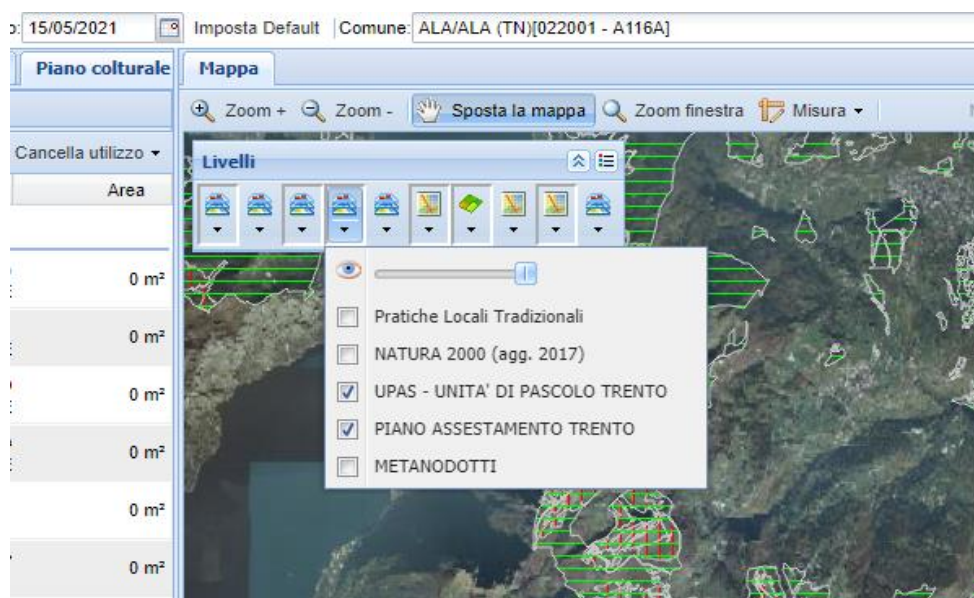 o: 15/05/2021 Imposta Default Comune: ALA/ALA (TN)[022001 - A116A]
Piano colturale Mappa
Zoom + Zoom - Sposta la mappa Zoom finestra Misura
Cancella utilizzo
Livelli
Area
0 m²
Pratiche Locali Tradizionali
0 m²
NATURA 2000 (agg. 2017)
0 m²
UPAS - UNITA' DI PASCOLO TRENTO
PIANO ASSESTAMENTO TRENTO
0 m²
METANODOTTI
0 m²
0 m²